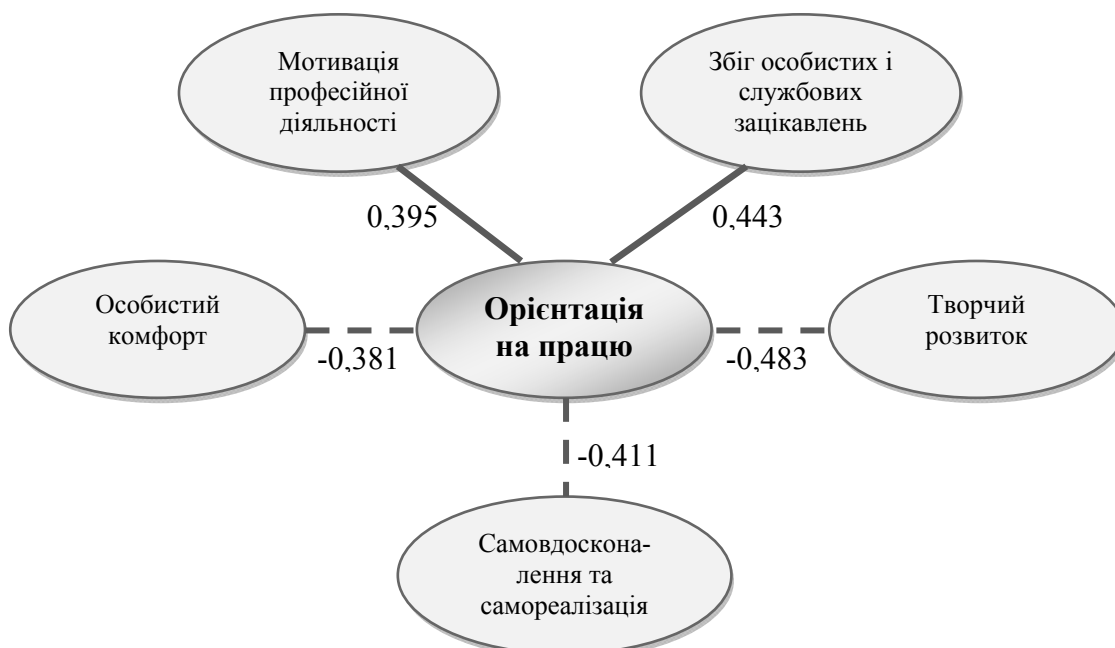 Мотивація
професійної
діяльності
Збіг особистих і
службових
зацікавлень
0,395
0,443
Особистий
комфорт
Орієнтація
на працю
Творчий
розвиток
-0,381
-0,483
-0,411
Самовдоскона-
лення та
самореалізація